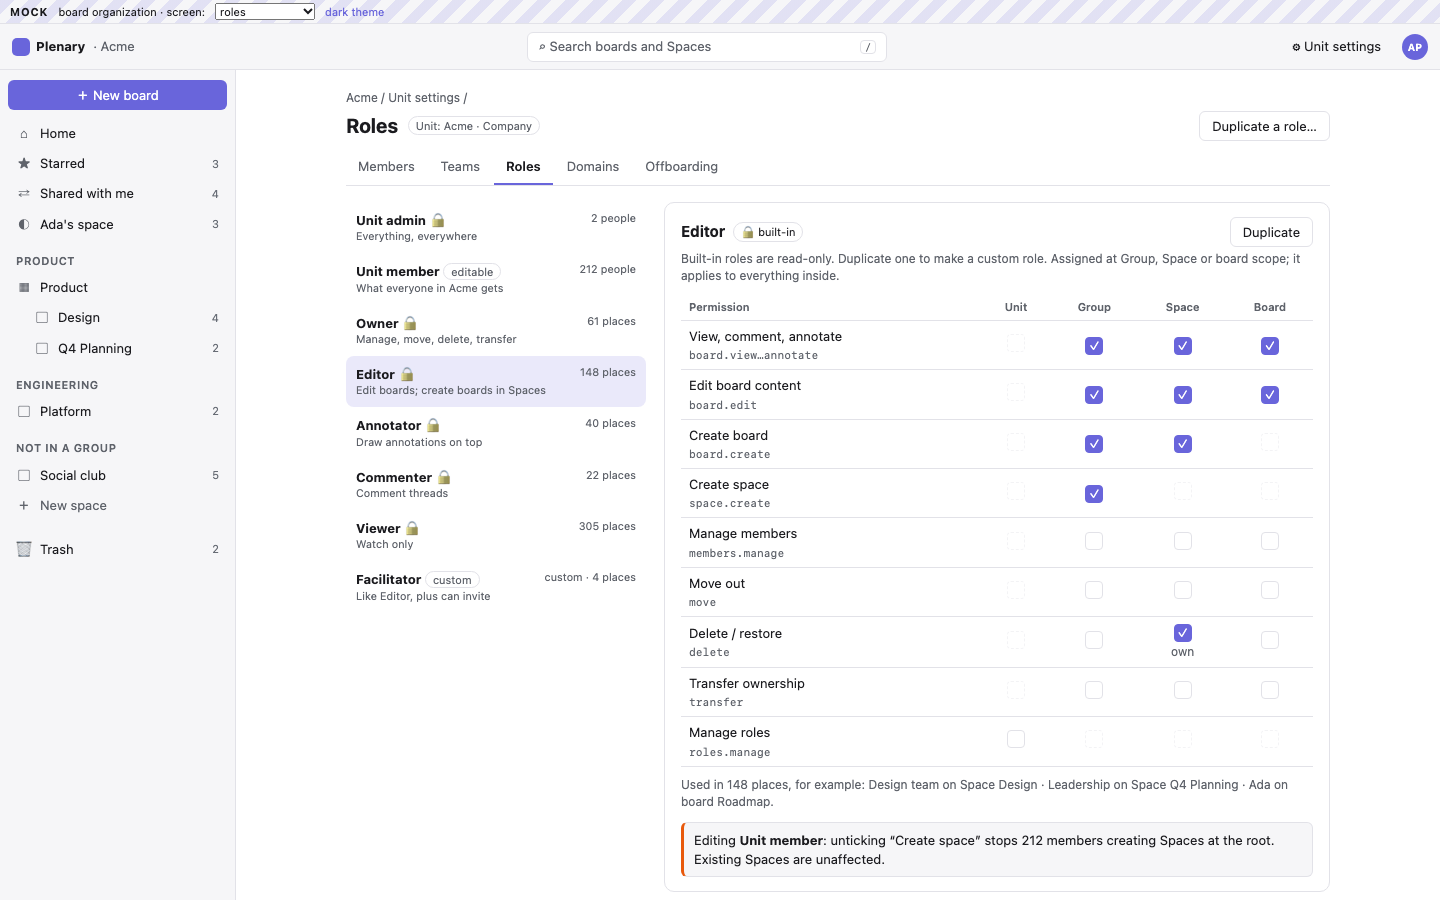 MOCK board organization · screen: roles dark theme
Plenary · Acme
Search boards and Spaces /
Unit settings
AP
+ New board
Home
Starred 3
Shared with me 4
Ada's space 3
PRODUCT
Product
Design 4
Q4 Planning 2
ENGINEERING
Platform 2
NOT IN A GROUP
Social club 5
+ New space
Trash 2
Acme / Unit settings /
Roles Unit: Acme · Company
Duplicate a role...
Members Teams Roles Domains Offboarding
Unit admin 2 people
Everything, everywhere
Unit member editable 212 people
What everyone in Acme gets
Owner 61 places
Manage, move, delete, transfer
Editor 148 places
Edit boards; create boards in Spaces
Annotator 40 places
Draw annotations on top
Commenter 22 places
Comment threads
Viewer 305 places
Watch only
Facilitator custom custom · 4 places
Like Editor, plus can invite
Editor built-in Duplicate
Built-in roles are read-only. Duplicate one to make a custom role. Assigned at Group, Space or board scope; it
applies to everything inside.
Permission Unit Group Space Board
View, comment, annotate
board.view…annotate
Edit board content
board.edit
Create board
board.create
Create space
space.create
Manage members
members.manage
Move out
move
Delete / restore
delete own
Transfer ownership
transfer
Manage roles
roles.manage
Used in 148 places, for example: Design team on Space Design · Leadership on Space Q4 Planning · Ada on
board Roadmap.
Editing Unit member: unticking “Create space” stops 212 members creating Spaces at the root.
Existing Spaces are unaffected.